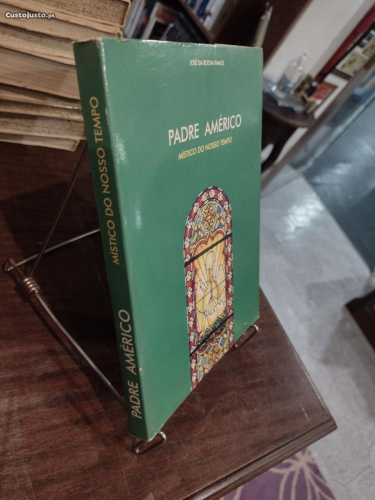 CustoJusto.pt
JOSÉ DA ROCHA RAMOS
PADRE AMÉRICO
MÍSTICO DO NOSSO TEMPO
PADRE AMÉRICO MÍSTICO DO NOSSO TEMPO